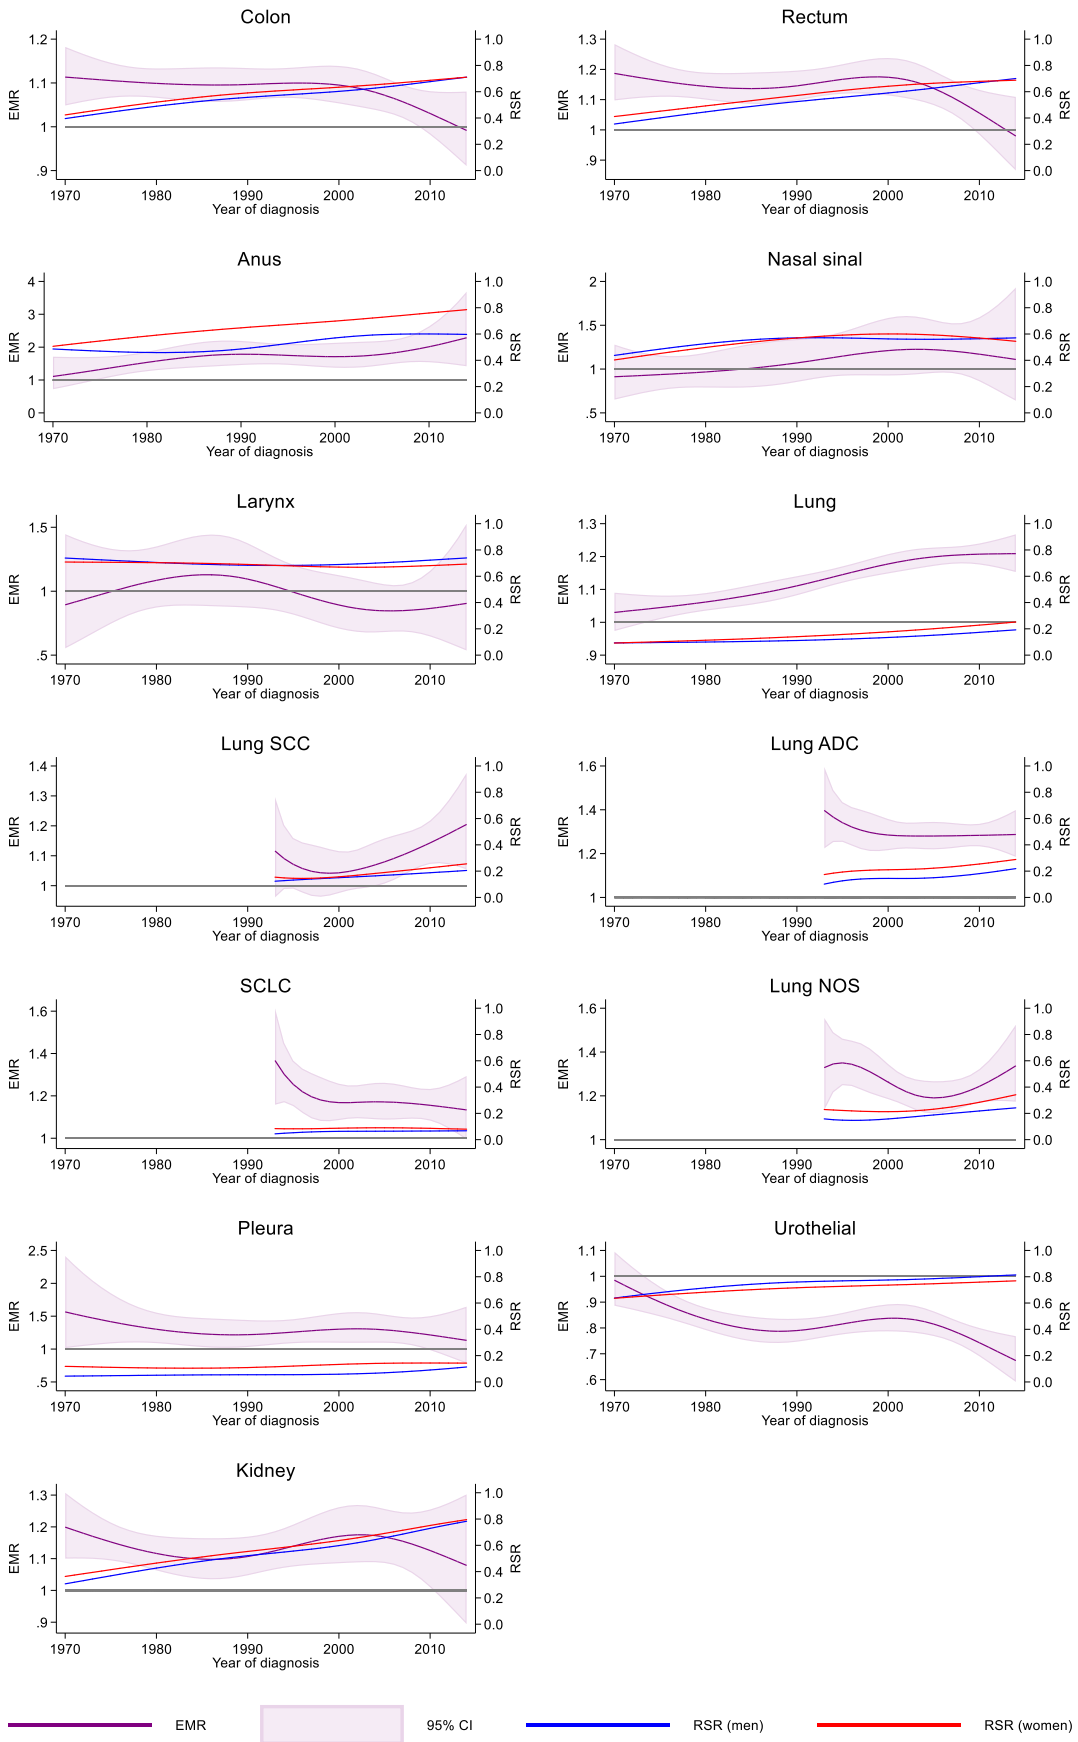 Colon
Rectum
1.2
1.1
1
.9
EMR
1.0
0.8
0.6
0.4
0.2
0.0
RSR
1970 1980 1990 2000 2010
Year of diagnosis
1.3
1.2
1.1
1
.9
EMR
1.0
0.8
0.6
0.4
0.2
0.0
RSR
1970 1980 1990 2000 2010
Year of diagnosis
Anus
Nasal sinal
4
3
2
1
0
EMR
1.0
0.8
0.6
0.4
0.2
0.0
RSR
1970 1980 1990 2000 2010
Year of diagnosis
2
1.5
1
.5
EMR
1.0
0.8
0.6
0.4
0.2
0.0
RSR
1970 1980 1990 2000 2010
Year of diagnosis
Larynx
Lung
1.5
1
.5
EMR
1.0
0.8
0.6
0.4
0.2
0.0
RSR
1970 1980 1990 2000 2010
Year of diagnosis
1.3
1.2
1.1
1
.9
EMR
1.0
0.8
0.6
0.4
0.2
0.0
RSR
1970 1980 1990 2000 2010
Year of diagnosis
Lung SCC
Lung ADC
1.4
1.3
1.2
1.1
1
EMR
1.0
0.8
0.6
0.4
0.2
0.0
RSR
1970 1980 1990 2000 2010
Year of diagnosis
1.6
1.4
1.2
1
EMR
1.0
0.8
0.6
0.4
0.2
0.0
RSR
1970 1980 1990 2000 2010
Year of diagnosis
SCLC
Lung NOS
1.6
1.4
1.2
1
EMR
1.0
0.8
0.6
0.4
0.2
0.0
RSR
1970 1980 1990 2000 2010
Year of diagnosis
1.6
1.4
1.2
1
EMR
1.0
0.8
0.6
0.4
0.2
0.0
RSR
1970 1980 1990 2000 2010
Year of diagnosis
Pleura
Urothelial
2.5
2
1.5
1
.5
EMR
1.0
0.8
0.6
0.4
0.2
0.0
RSR
1970 1980 1990 2000 2010
Year of diagnosis
1.1
1
.9
.8
.7
.6
EMR
1.0
0.8
0.6
0.4
0.2
0.0
RSR
1970 1980 1990 2000 2010
Year of diagnosis
Kidney
1.3
1.2
1.1
1
.9
EMR
1.0
0.8
0.6
0.4
0.2
0.0
RSR
1970 1980 1990 2000 2010
Year of diagnosis
EMR 95% CI RSR (men) RSR (women)